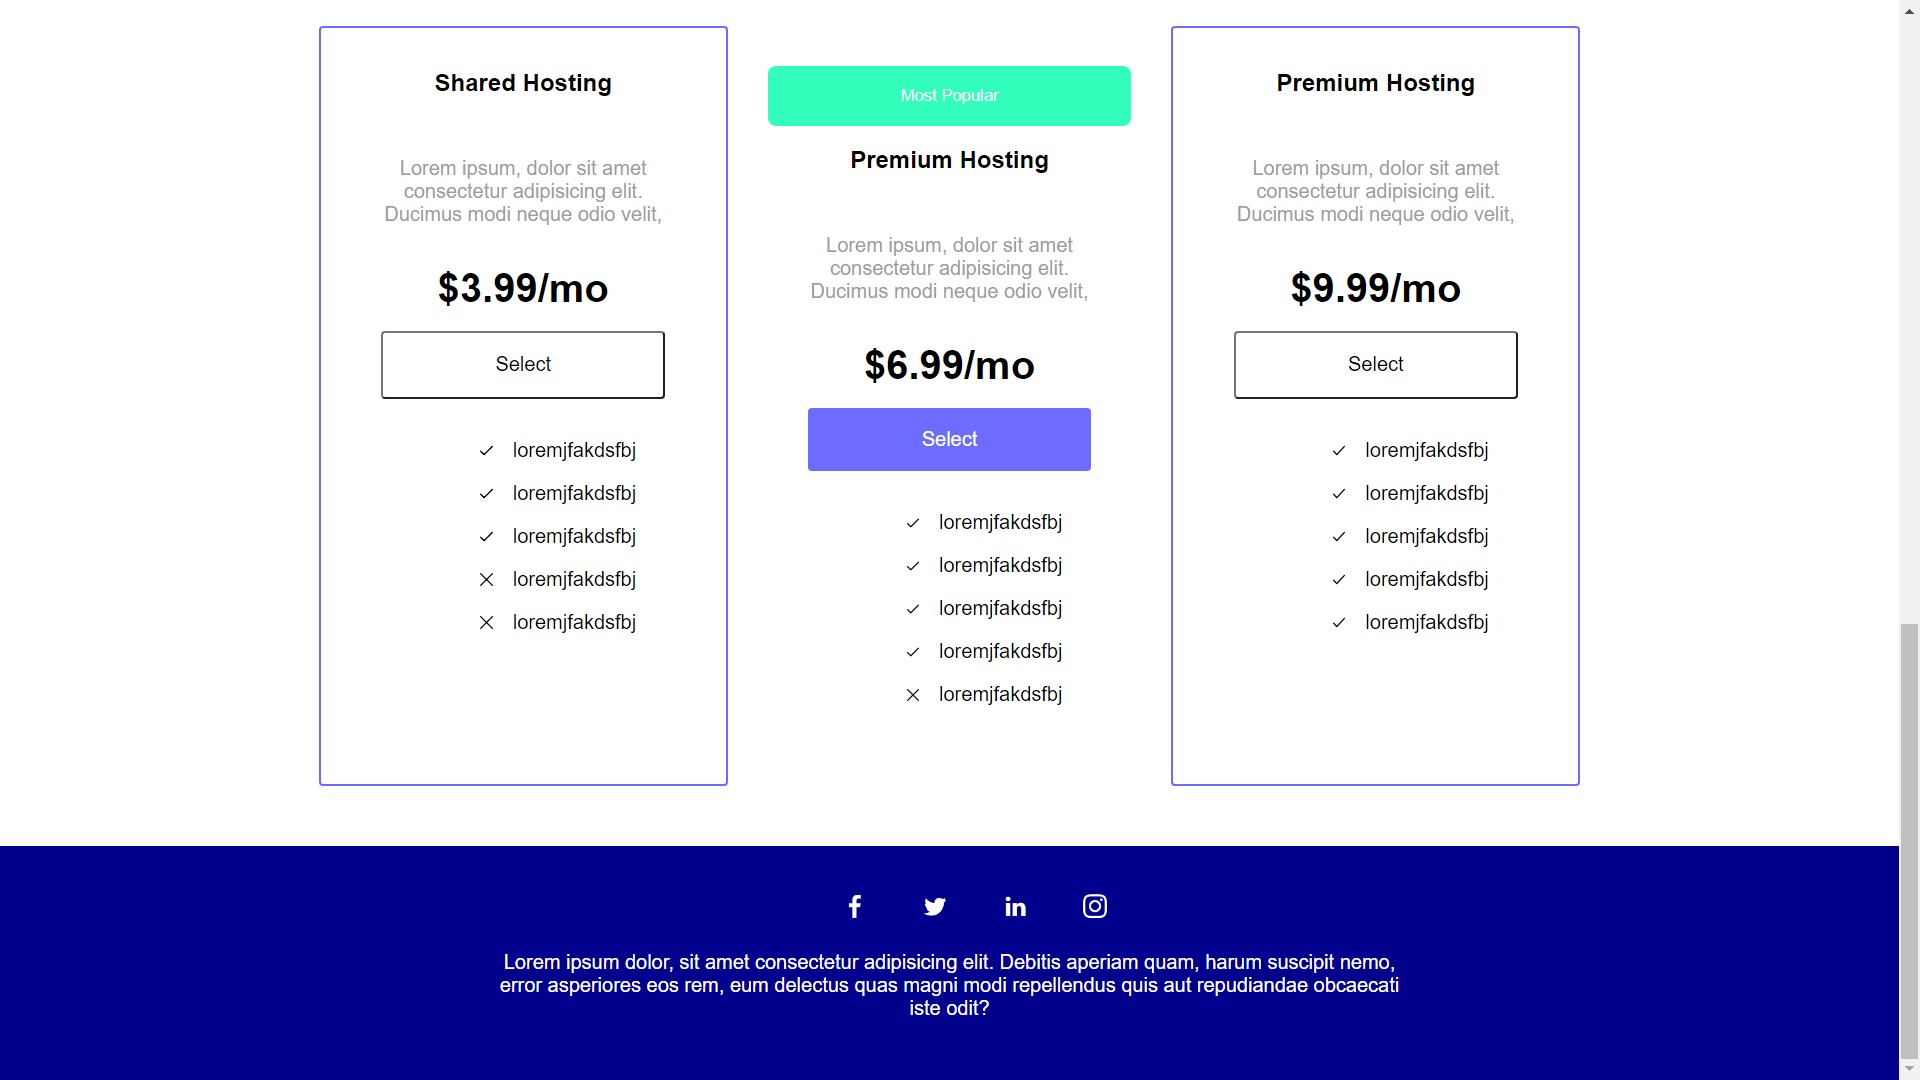 Shared Hosting
Lorem ipsum, dolor sit amet
consectetur adipisicing elit.
Ducimus modi neque odio velit,
$3.99/mo
Select
loremjfakdsfbj
loremjfakdsfbj
loremjfakdsfbj
loremjfakdsfbj
loremjfakdsfbj
Most Popular
Premium Hosting
Lorem ipsum, dolor sit amet
consectetur adipisicing elit.
Ducimus modi neque odio velit,
$6.99/mo
Select
loremjfakdsfbj
loremjfakdsfbj
loremjfakdsfbj
loremjfakdsfbj
loremjfakdsfbj
Premium Hosting
Lorem ipsum, dolor sit amet
consectetur adipisicing elit.
Ducimus modi neque odio velit,
$9.99/mo
Select
loremjfakdsfbj
loremjfakdsfbj
loremjfakdsfbj
loremjfakdsfbj
loremjfakdsfbj
Lorem ipsum dolor, sit amet consectetur adipisicing elit. Debitis aperiam quam, harum suscipit nemo,
error asperiores eos rem, eum delectus quas magni modi repellendus quis aut repudiandae obcaecati
iste odit?